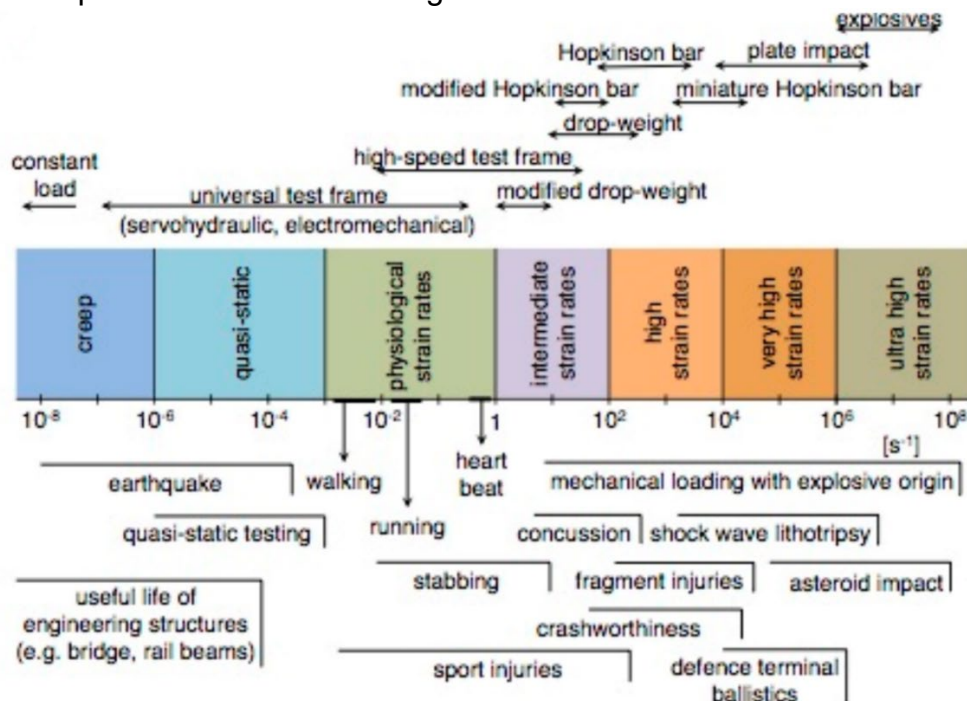 explosives
Hopkinson bar
plate impact
modified Hopkinson bar
miniature Hopkinson bar
drop-weight
high-speed test frame
constant
load
universal test frame
modified drop-weight
(servohydraulic, electromechanical)
creep
quasi-static
physiological
strain rates
intermediate
strain rates
high
strain rates
very high
strain rates
ultra high
strain rates
10⁻⁸
10⁻⁶
10⁻⁴
10⁻²
1
10²
10⁴
10⁶
10⁸
[s⁻¹]
earthquake
walking
heart
beat
mechanical loading with explosive origin
quasi-static testing
running
concussion
shock wave lithotripsy
stabbing
fragment injuries
asteroid impact
useful life of
engineering structures
(e.g. bridge, rail beams)
crashworthiness
sport injuries
defence terminal
ballistics